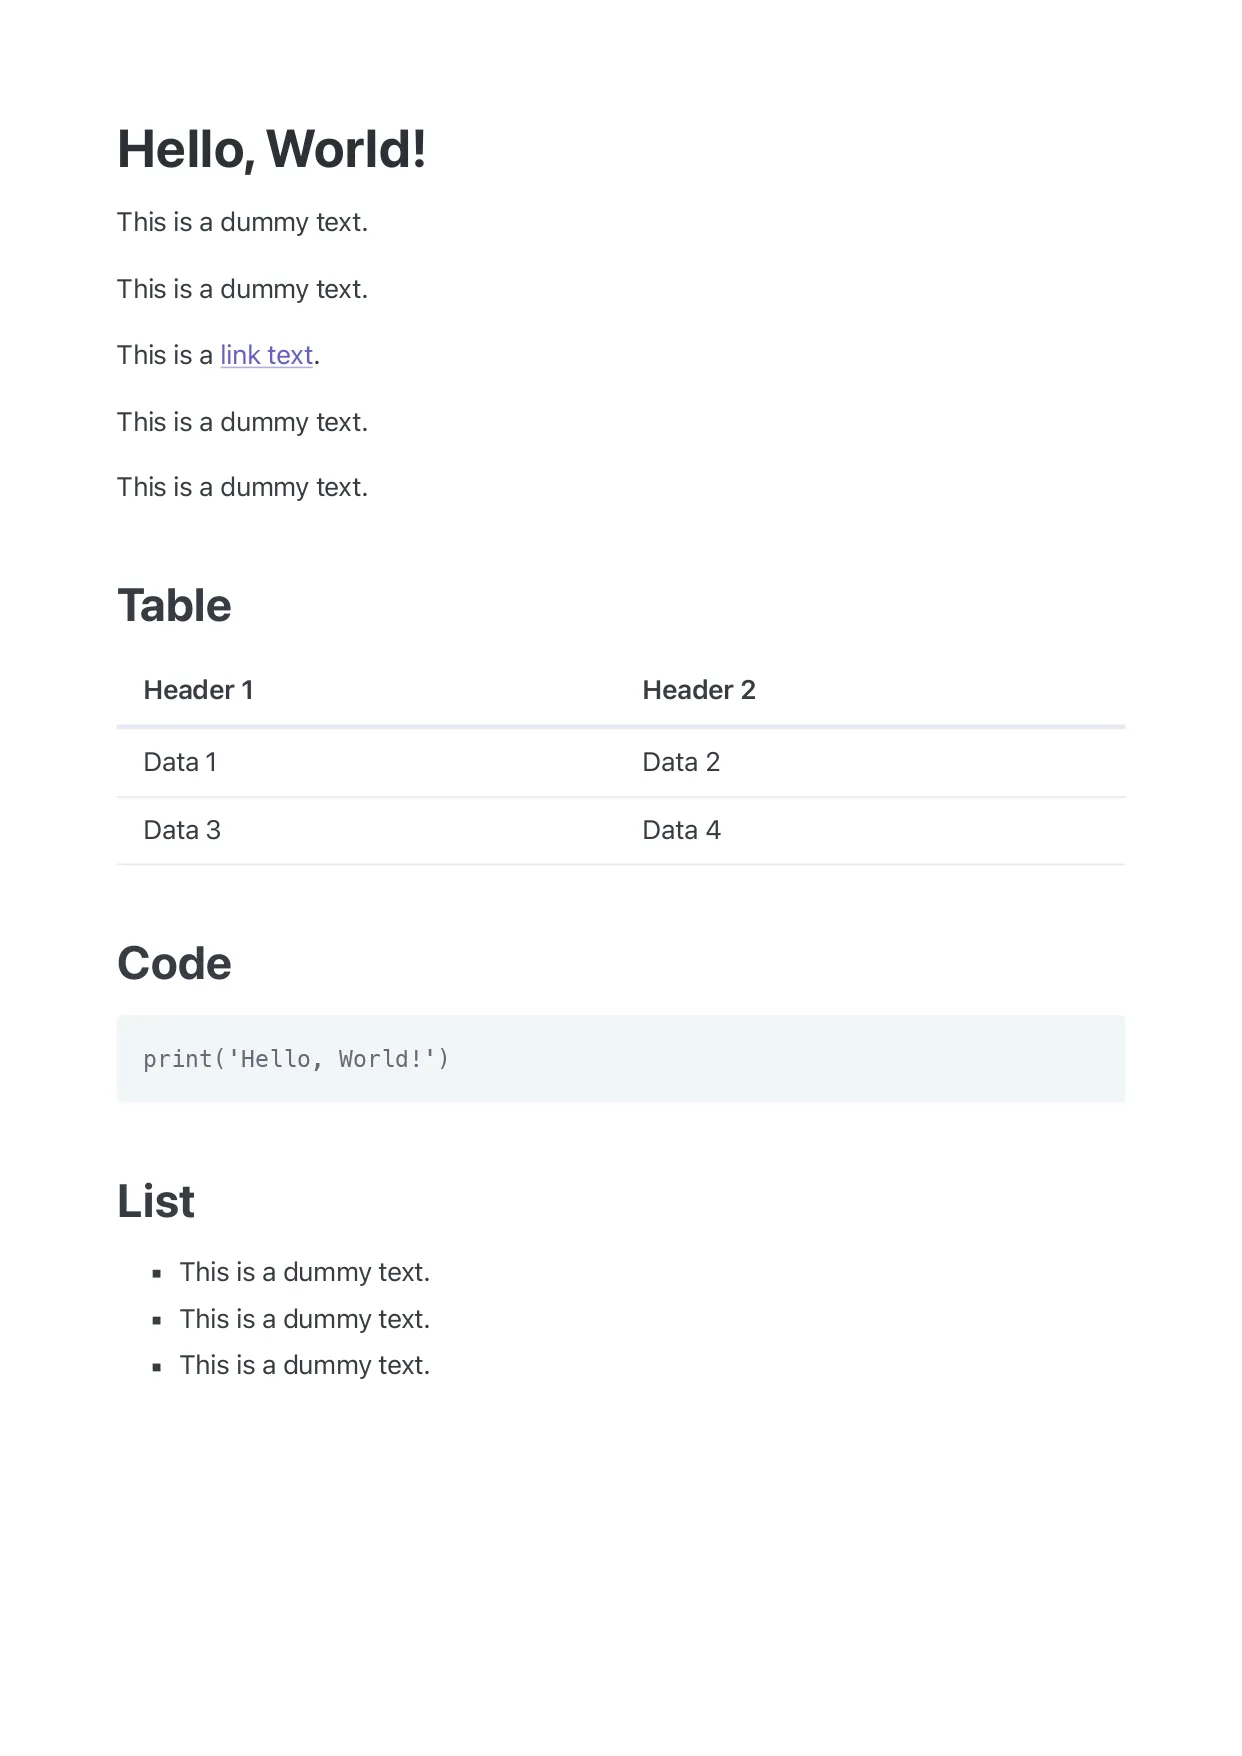 Hello, World!
This is a dummy text.
This is a dummy text.
This is a link text.
This is a dummy text.
This is a dummy text.
Table
Header 1 Header 2
Data 1 Data 2
Data 3 Data 4
Code
print('Hello, World!')
List
▪ This is a dummy text.
▪ This is a dummy text.
▪ This is a dummy text.